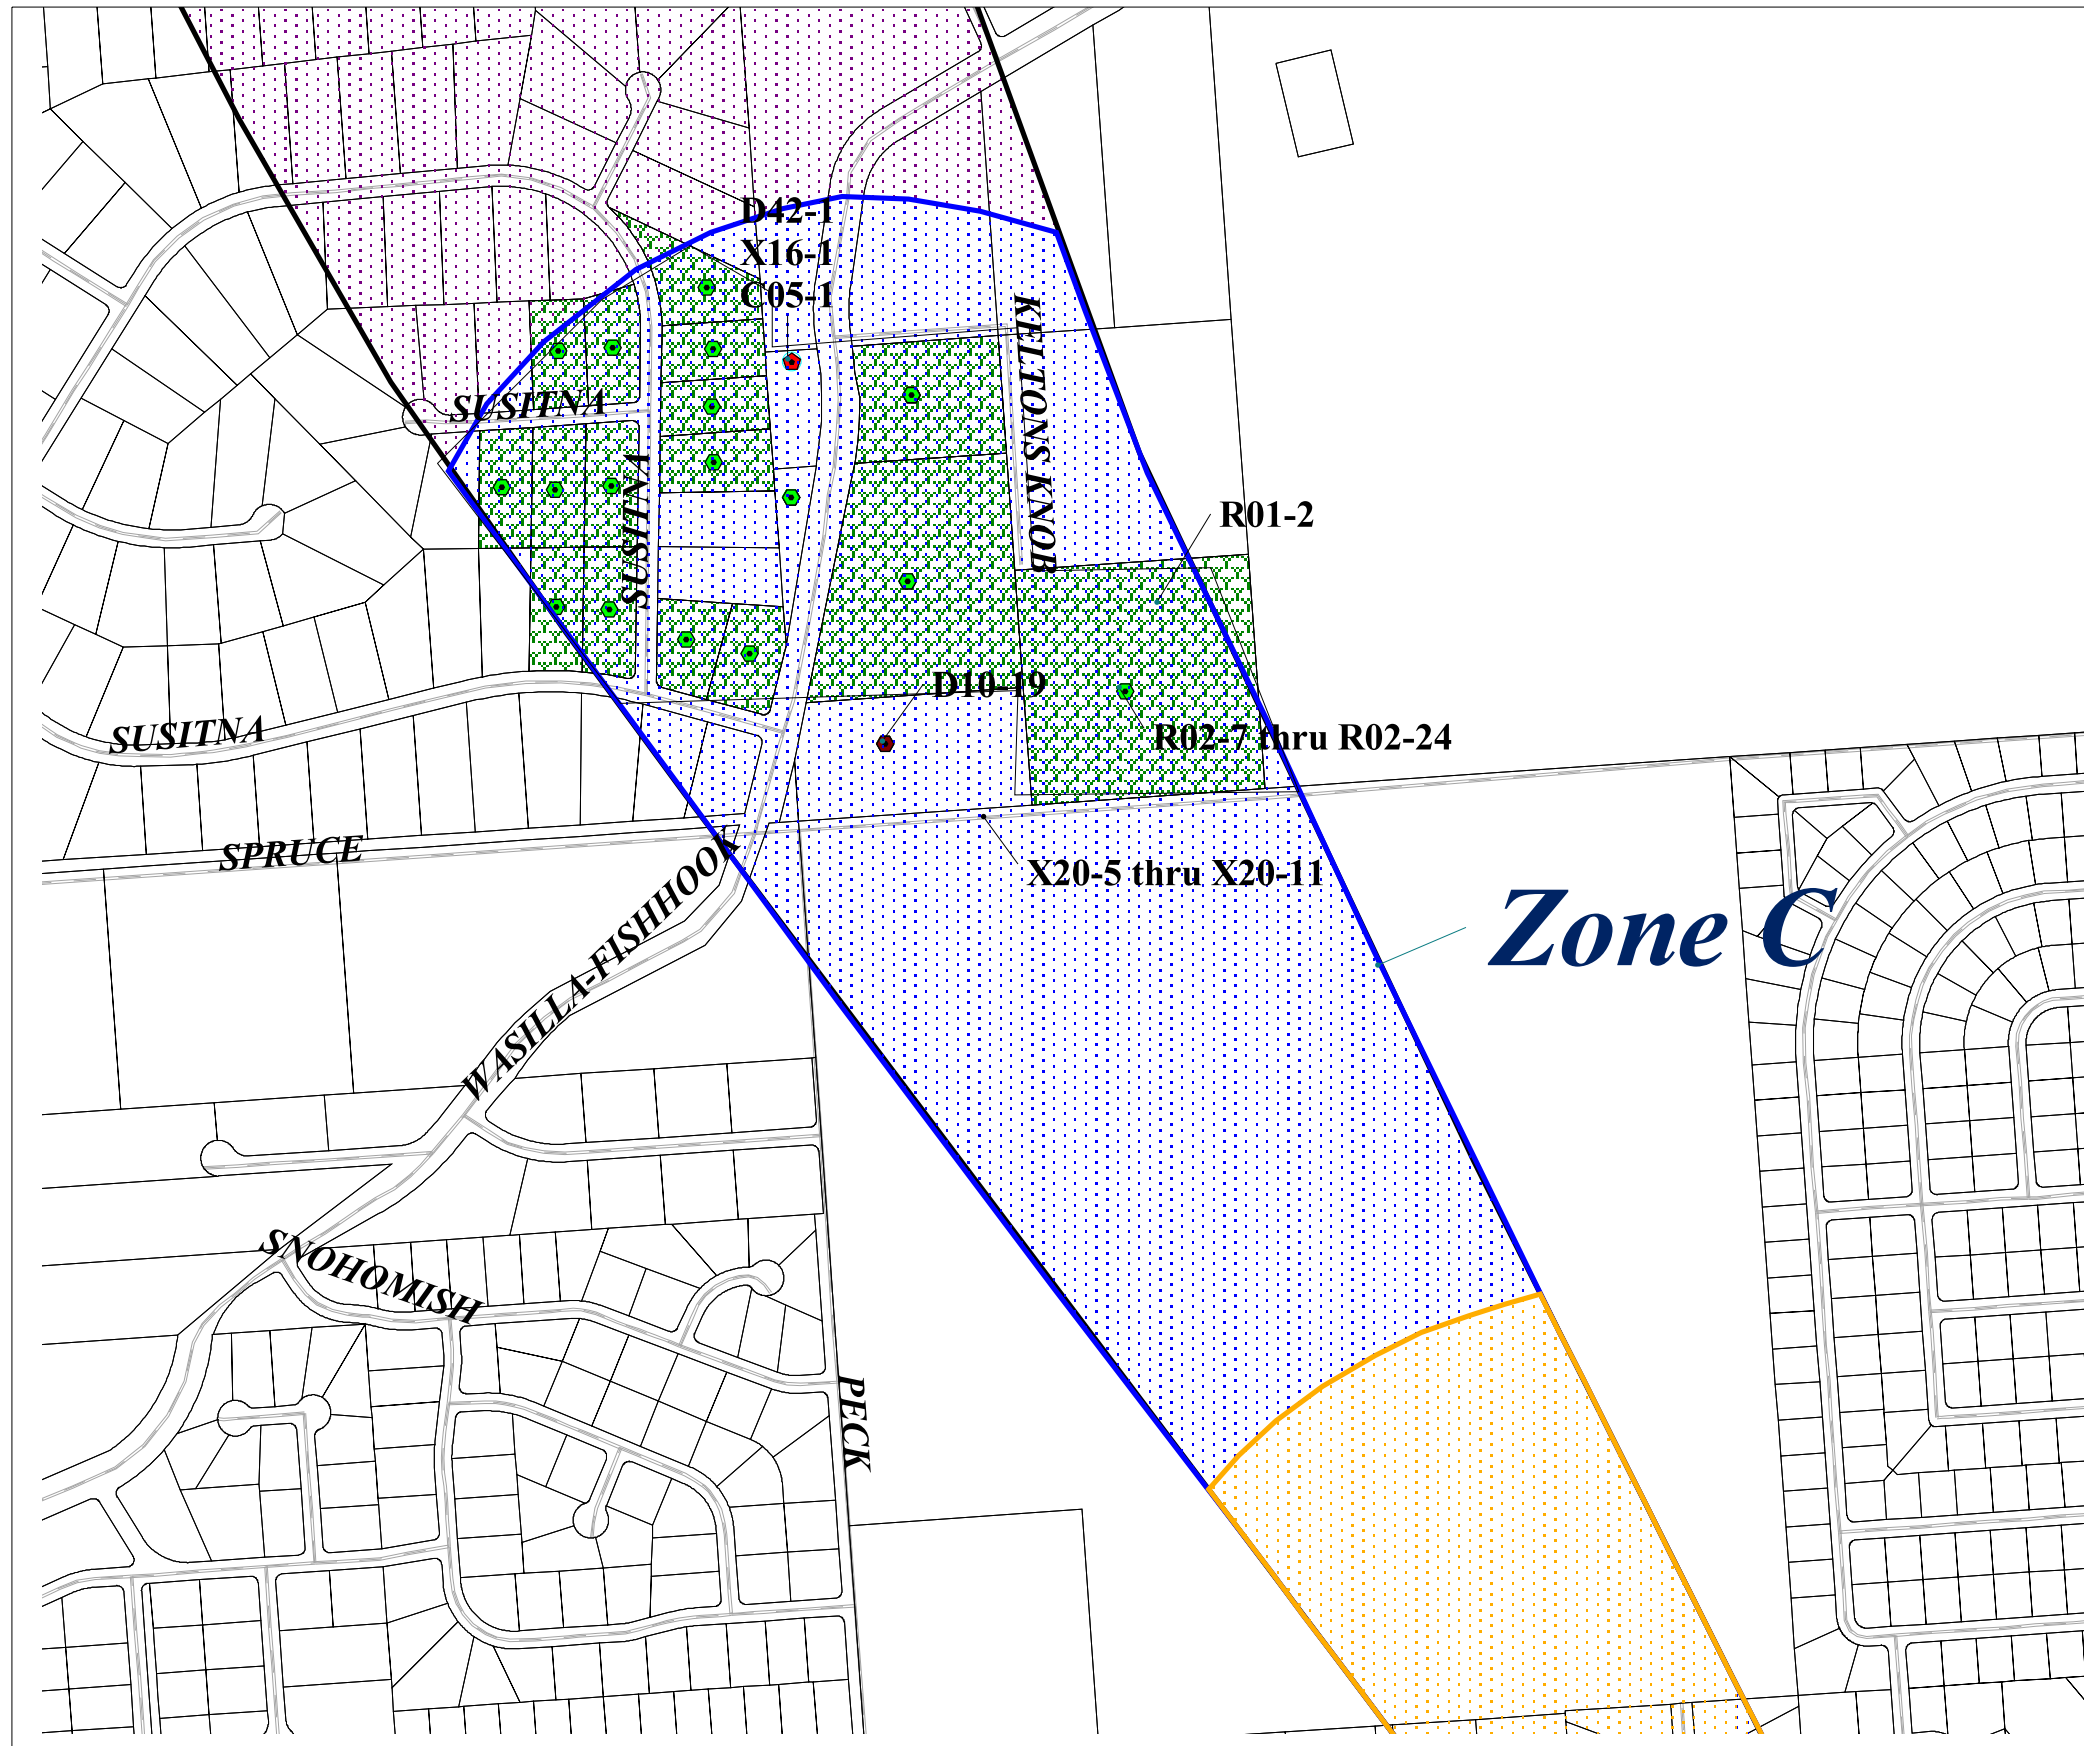 D42-1
X16-1
C05-1
KELTONS KNOB
SUSITNA
SUSITNA
R01-2
D10-19
SUSITNA
R02-7 thru R02-24
SPRUCE
X20-5 thru X20-11
WASILLA-FISHHOOK
Zone C
SNOHOMISH
PECK